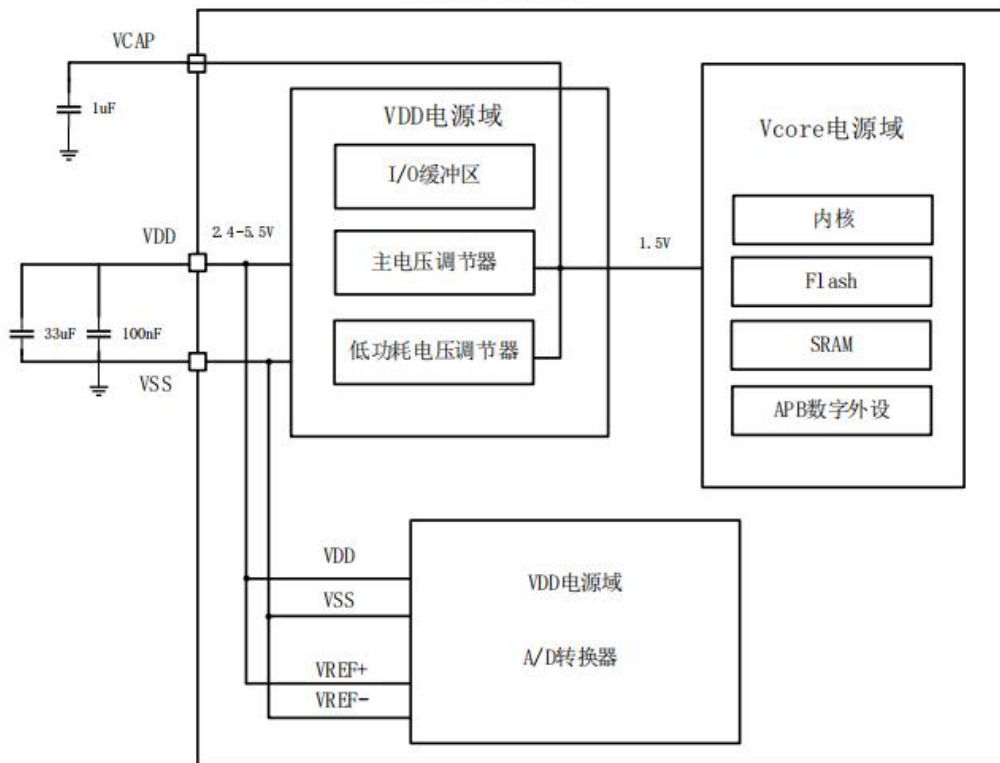 VCAP
1uF
VDD电源域
I/O缓冲区
主电压调节器
低功耗电压调节器
Vcore电源域
内核
Flash
SRAM
APB数字外设
1.5V
VDD
2.4-5.5V
33uF
100nF
VSS
VDD
VSS
VREF+
VREF-
VDD电源域
A/D转换器